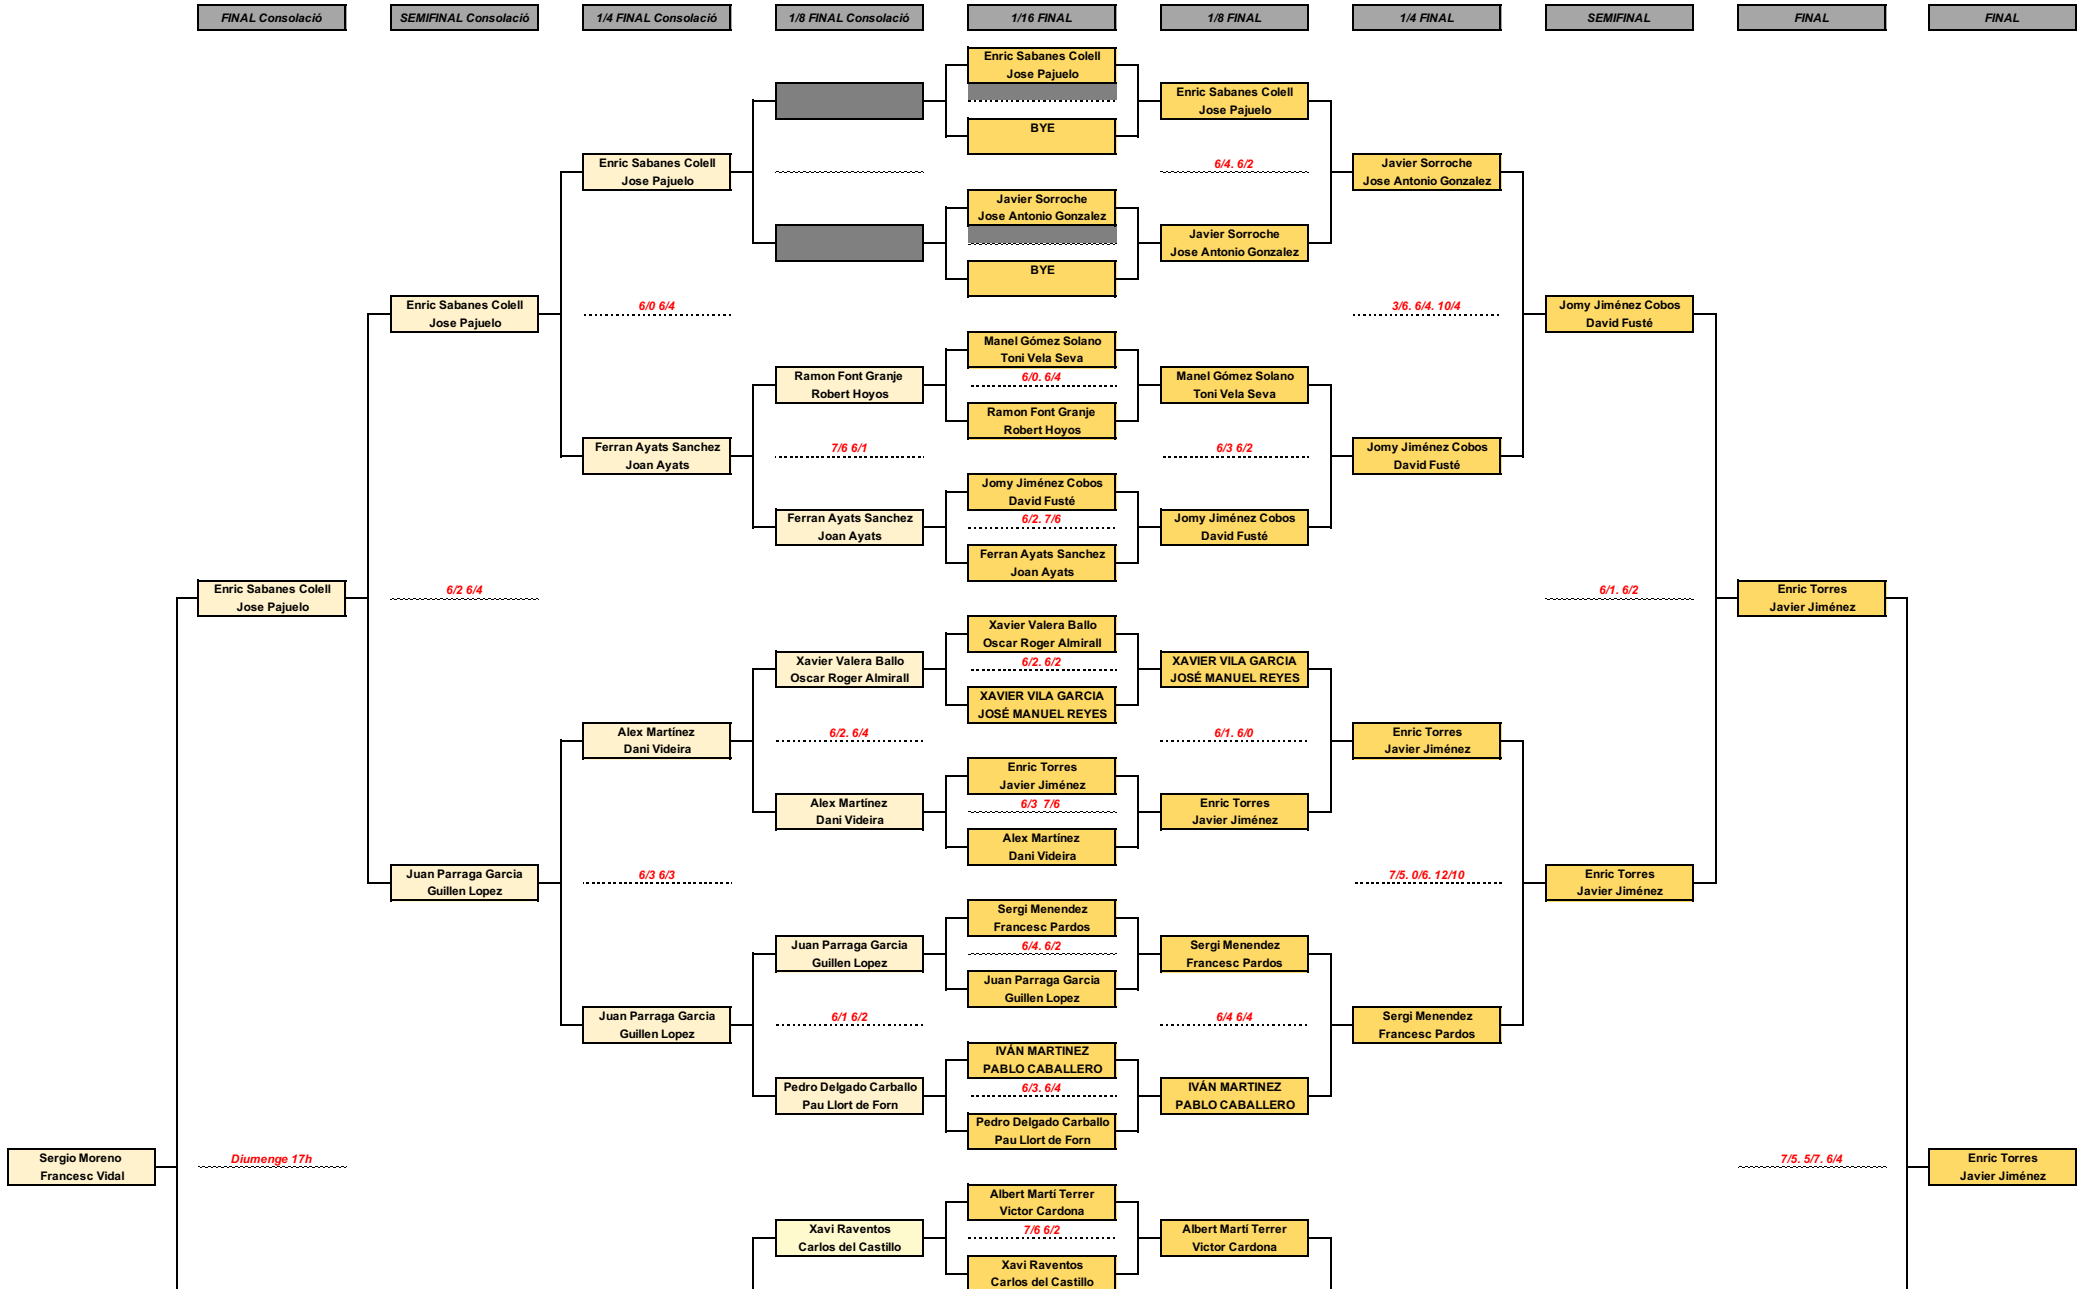 FINAL Consolació
SEMIFINAL Consolació
1/4 FINAL Consolació
1/8 FINAL Consolació
1/16 FINAL
1/8 FINAL
1/4 FINAL
SEMIFINAL
FINAL
FINAL
Enric Sabanes Colell
Jose Pajuelo
Enric Sabanes Colell
Jose Pajuelo
BYE
Enric Sabanes Colell
Jose Pajuelo
6/4. 6/2
Javier Sorroche
Jose Antonio Gonzalez
Javier Sorroche
Jose Antonio Gonzalez
Javier Sorroche
Jose Antonio Gonzalez
BYE
Enric Sabanes Colell
Jose Pajuelo
6/0 6/4
3/6. 6/4. 10/4
Jomy Jiménez Cobos
David Fusté
Manel Gómez Solano
Toni Vela Seva
Ramon Font Granje
Robert Hoyos
6/0. 6/4
Manel Gómez Solano
Toni Vela Seva
Ramon Font Granje
Robert Hoyos
Ferran Ayats Sanchez
Joan Ayats
7/6 6/1
6/3 6/2
Jomy Jiménez Cobos
David Fusté
Jomy Jiménez Cobos
David Fusté
Ferran Ayats Sanchez
Joan Ayats
6/2. 7/6
Jomy Jiménez Cobos
David Fusté
Ferran Ayats Sanchez
Joan Ayats
Enric Sabanes Colell
Jose Pajuelo
6/2 6/4
6/1. 6/2
Enric Torres
Javier Jiménez
Xavier Valera Ballo
Oscar Roger Almirall
Xavier Valera Ballo
Oscar Roger Almirall
6/2. 6/2
XAVIER VILA GARCIA
JOSÉ MANUEL REYES
XAVIER VILA GARCIA
JOSÉ MANUEL REYES
Alex Martínez
Dani Videira
6/2. 6/4
6/1. 6/0
Enric Torres
Javier Jiménez
Enric Torres
Javier Jiménez
Alex Martínez
Dani Videira
6/3 7/6
Enric Torres
Javier Jiménez
Alex Martínez
Dani Videira
Juan Parraga Garcia
Guillen Lopez
6/3 6/3
7/5. 0/6. 12/10
Enric Torres
Javier Jiménez
Sergi Menendez
Francesc Pardos
Juan Parraga Garcia
Guillen Lopez
6/4. 6/2
Sergi Menendez
Francesc Pardos
Juan Parraga Garcia
Guillen Lopez
Juan Parraga Garcia
Guillen Lopez
6/1 6/2
6/4 6/4
Sergi Menendez
Francesc Pardos
IVÁN MARTINEZ
PABLO CABALLERO
Pedro Delgado Carballo
Pau Llort de Forn
6/3. 6/4
IVÁN MARTINEZ
PABLO CABALLERO
Pedro Delgado Carballo
Pau Llort de Forn
Sergio Moreno
Francesc Vidal
Diumenge 17h
7/5. 5/7. 6/4
Enric Torres
Javier Jiménez
Albert Martí Terrer
Victor Cardona
Xavi Raventos
Carlos del Castillo
7/6 6/2
Albert Martí Terrer
Victor Cardona
Xavi Raventos
Carlos del Castillo